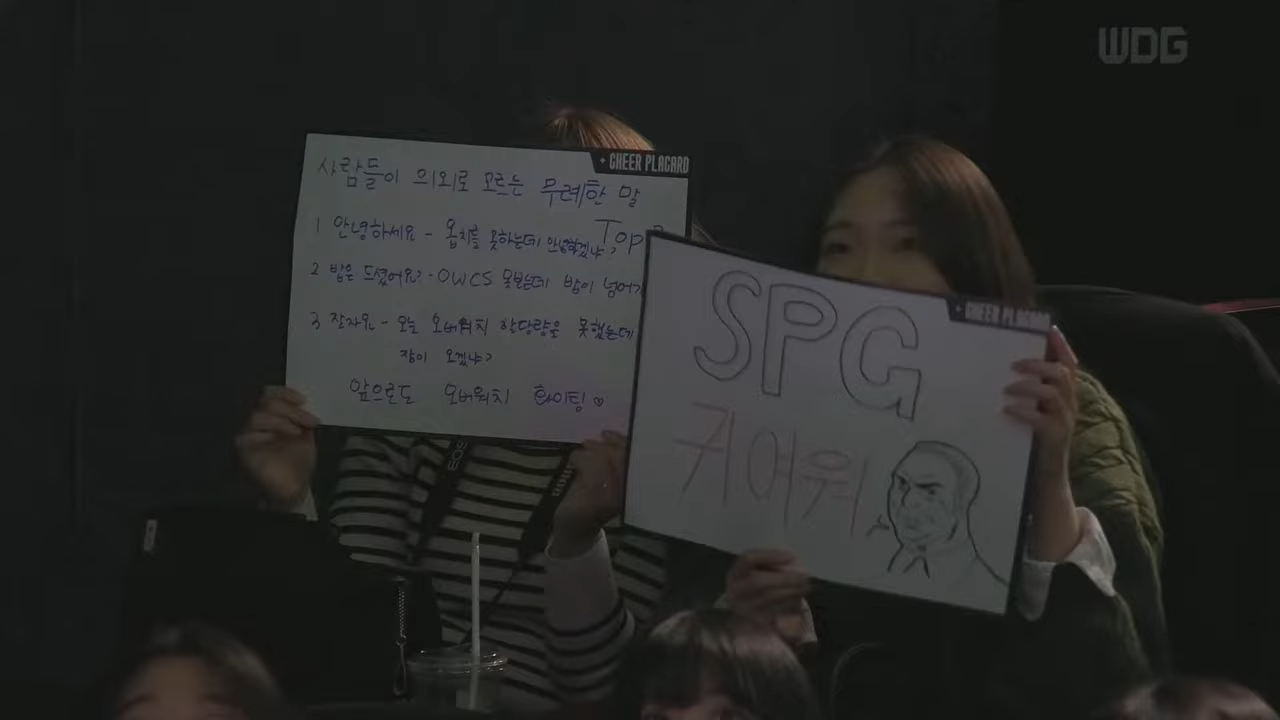 WDG
CHEER PLACARD
사람들이 의외로 모르는 무례한 말
Top
1 안녕하세요 - 옵치를 못하는데 안녕하겠냐?
2 밥은 드셨어요? - OWCS 못보는데 밥이 넘어가
3 잘자요 - 오늘 오버워치 할당량을 못했는데
잠이 오겠냐?
앞으로도 오버워치 화이팅♡
CHEER PLACARD
SPG
귀여워
EOS